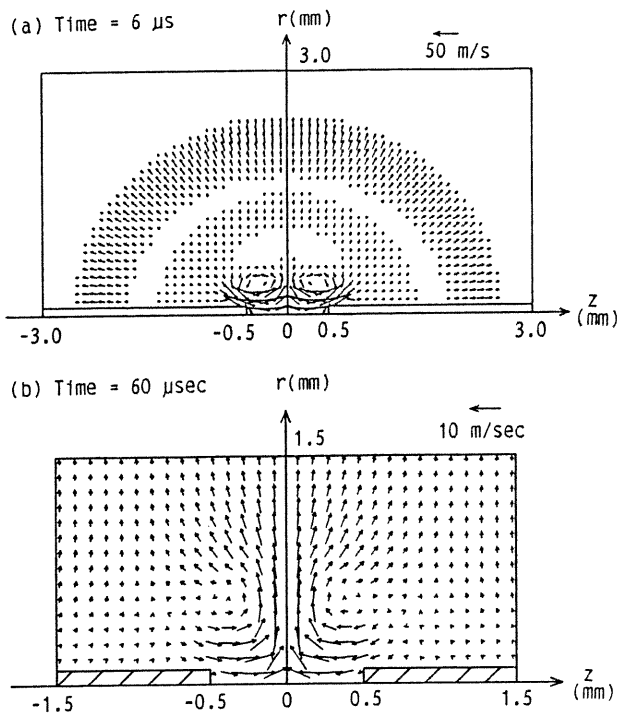 (a) Time = 6 μs
r(mm)
50 m/s
3.0
z
(mm)
-3.0
-0.5
0
0.5
3.0
(b) Time = 60 μsec
r(mm)
10 m/sec
1.5
z
(mm)
-1.5
-0.5
0
0.5
1.5